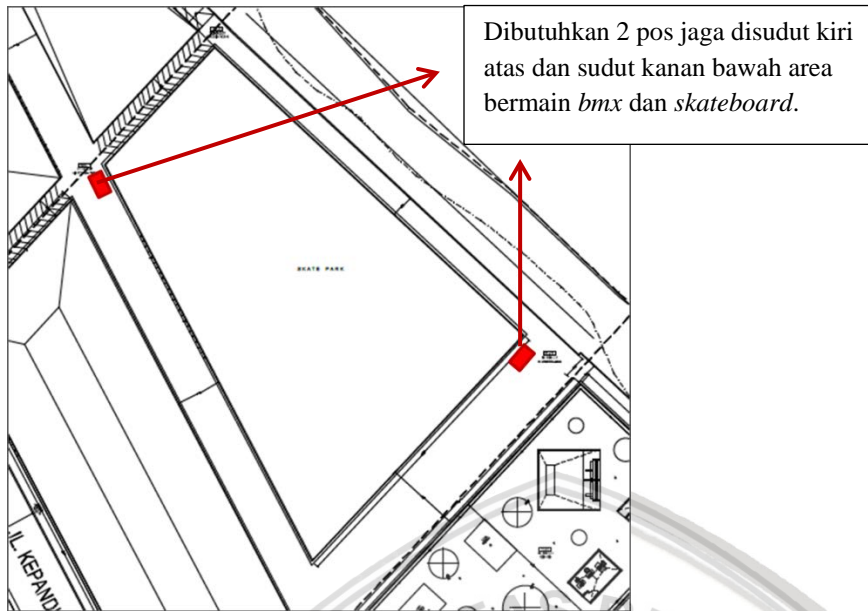 Dibutuhkan 2 pos jaga disudut kiri
atas dan sudut kanan bawah area
bermain bmx dan skateboard.
SKATE PARK
JL KEPANDU